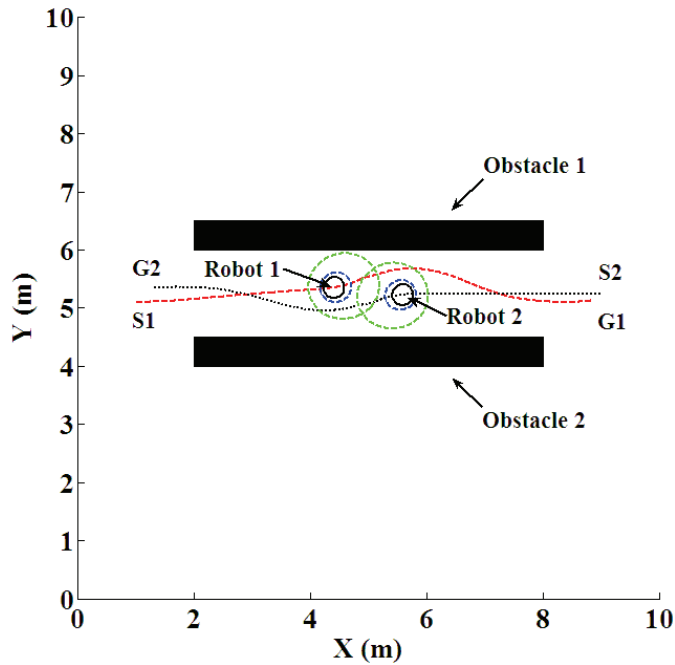 10
9
8
7
6
5
4
3
2
1
0
Y (m)
Obstacle 1
G2
Robot 1
S2
S1
Robot 2
G1
Obstacle 2
0 2 4 6 8 10
X (m)